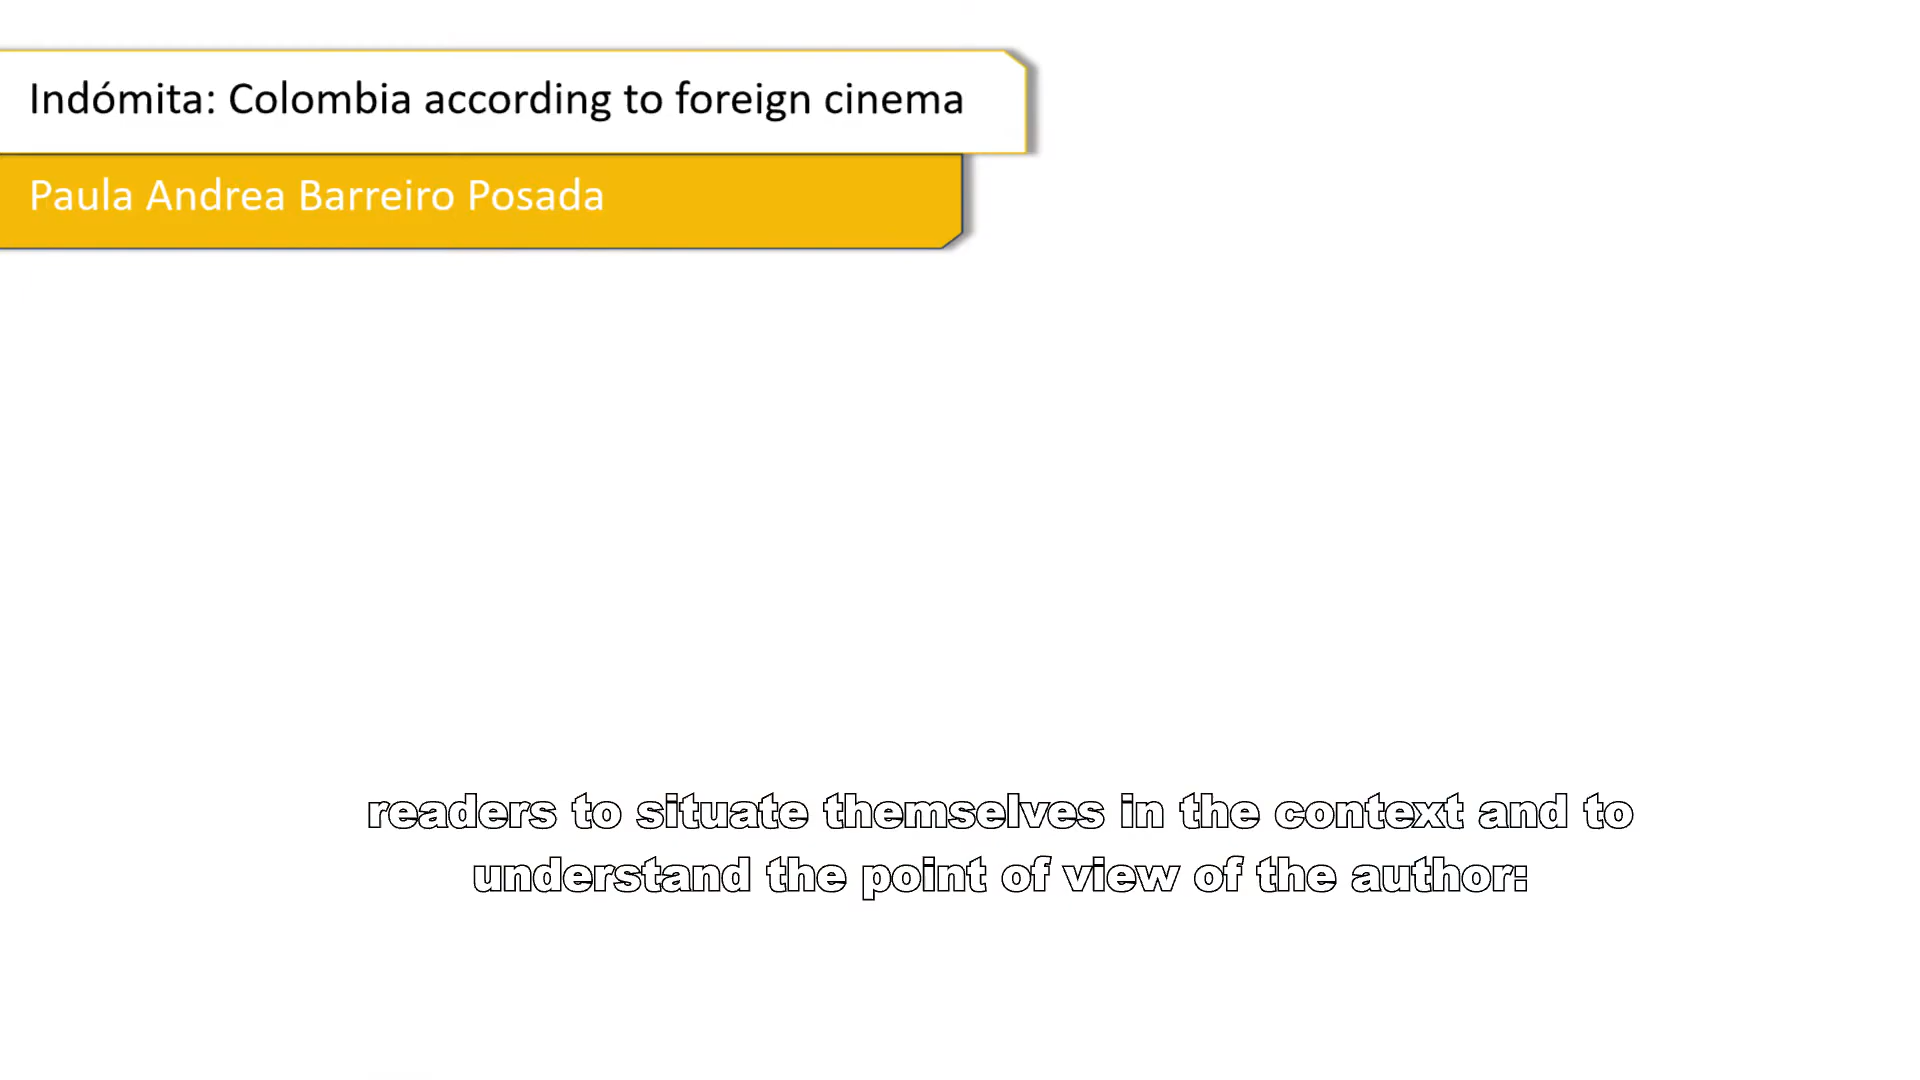 Indómita: Colombia according to foreign cinema
Paula Andrea Barreiro Posada
readers to situate themselves in the context and to
understand the point of view of the author: